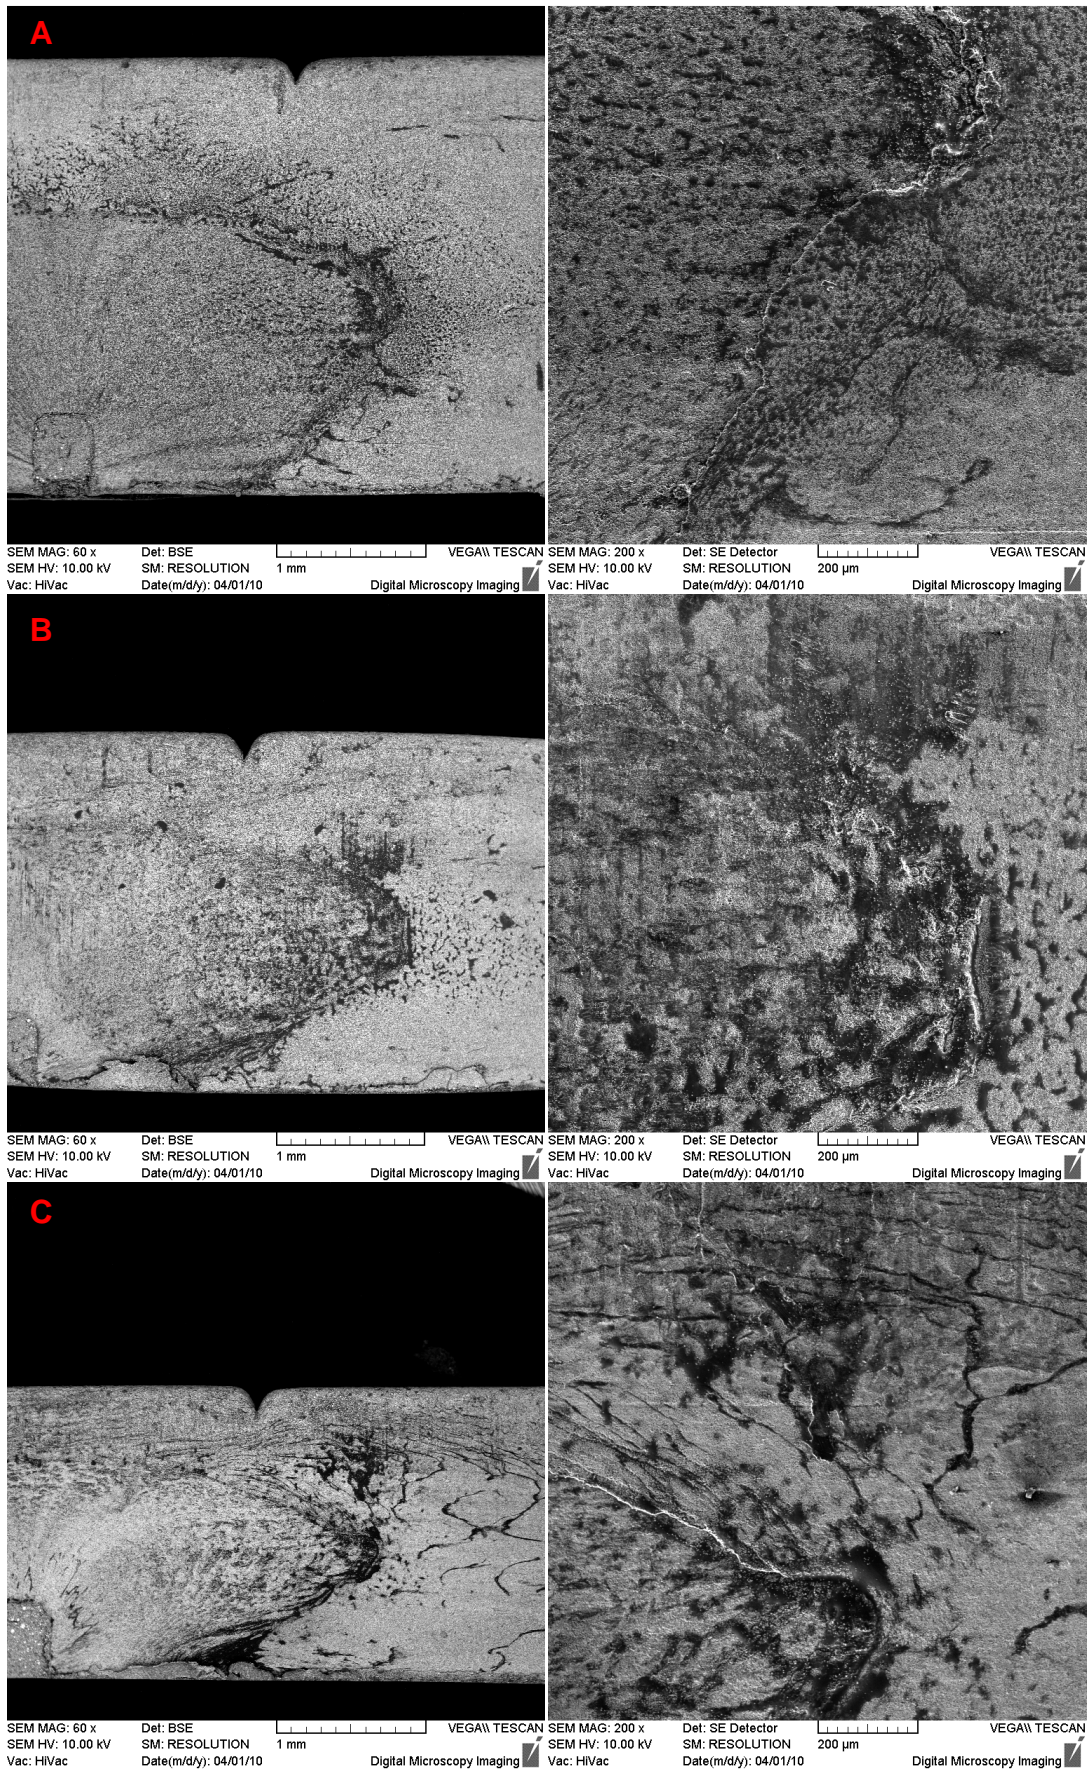 A
SEM MAG: 60 x Det: BSE VEGA\\ TESCAN
SEM HV: 10.00 kV SM: RESOLUTION 1 mm
Vac: HiVac Date(m/d/y): 04/01/10 Digital Microscopy Imaging
SEM MAG: 200 x Det: SE Detector VEGA\\ TESCAN
SEM HV: 10.00 kV SM: RESOLUTION 200 µm
Vac: HiVac Date(m/d/y): 04/01/10 Digital Microscopy Imaging
B
SEM MAG: 60 x Det: BSE VEGA\\ TESCAN
SEM HV: 10.00 kV SM: RESOLUTION 1 mm
Vac: HiVac Date(m/d/y): 04/01/10 Digital Microscopy Imaging
SEM MAG: 200 x Det: SE Detector VEGA\\ TESCAN
SEM HV: 10.00 kV SM: RESOLUTION 200 µm
Vac: HiVac Date(m/d/y): 04/01/10 Digital Microscopy Imaging
C
SEM MAG: 60 x Det: BSE VEGA\\ TESCAN
SEM HV: 10.00 kV SM: RESOLUTION 1 mm
Vac: HiVac Date(m/d/y): 04/01/10 Digital Microscopy Imaging
SEM MAG: 200 x Det: SE Detector VEGA\\ TESCAN
SEM HV: 10.00 kV SM: RESOLUTION 200 µm
Vac: HiVac Date(m/d/y): 04/01/10 Digital Microscopy Imaging